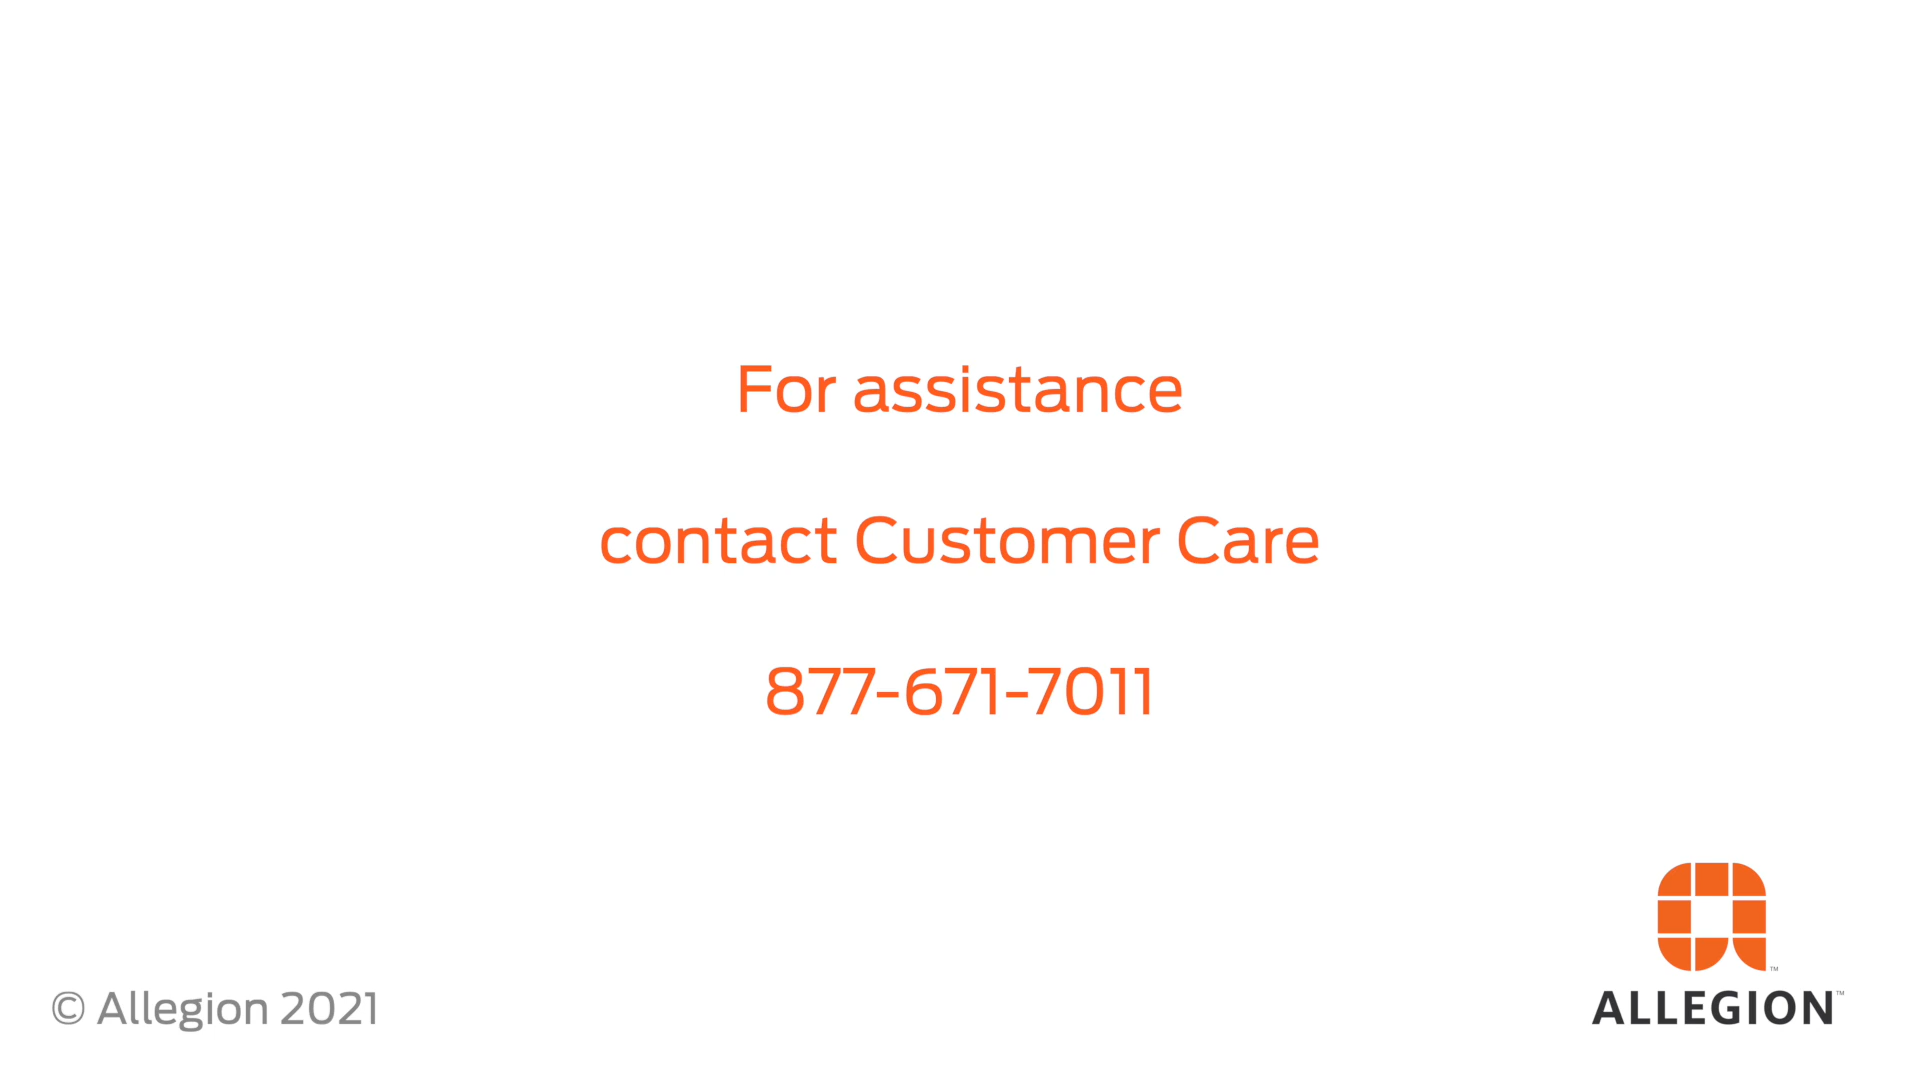 For assistance
contact Customer Care
877-671-7011
© Allegion 2021
ALLEGION™